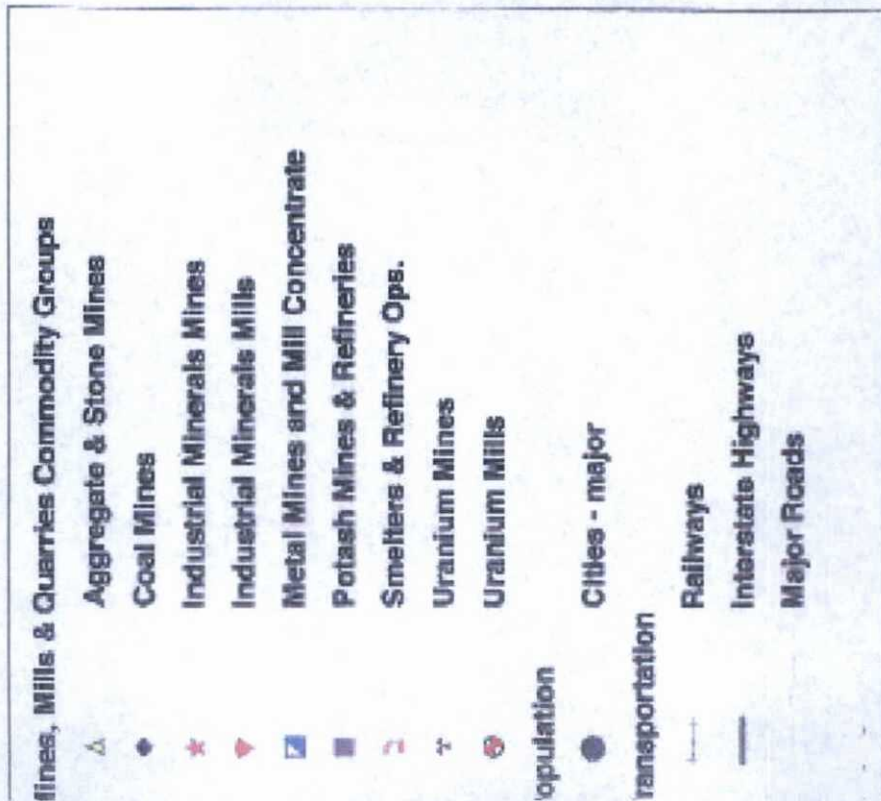 Mines, Mills & Quarries Commodity Groups
Aggregate & Stone Mines
Coal Mines
Industrial Minerals Mines
Industrial Minerals Mills
Metal Mines and Mill Concentrate
Potash Mines & Refineries
Smelters & Refinery Ops.
Uranium Mines
Uranium Mills
Population
Cities - major
Transportation
Railways
Interstate Highways
Major Roads